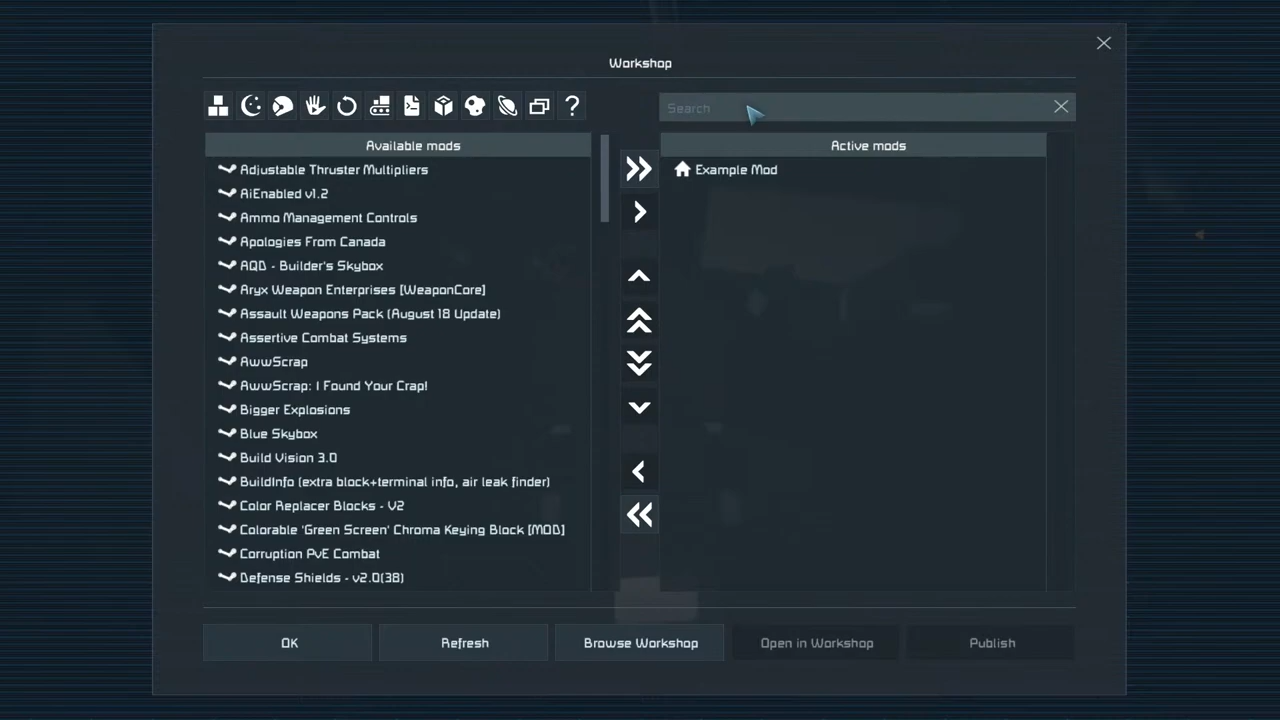 Workshop
?
Search
Available mods
Active mods
Adjustable Thruster Multipliers
Example Mod
AiEnabled v1.2
Ammo Management Controls
Apologies From Canada
AQD - Builder's Skybox
Aryx Weapon Enterprises [WeaponCore]
Assault Weapons Pack (August 18 Update)
Assertive Combat Systems
AwwScrap
AwwScrap: I Found Your Crap!
Bigger Explosions
Blue Skybox
Build Vision 3.0
BuildInfo (extra block+terminal info, air leak finder)
Color Replacer Blocks - V2
Colorable 'Green Screen' Chroma Keying Block [MOD]
Corruption PvE Combat
Defense Shields - v2.0(38)
OK
Refresh
Browse Workshop
Open in Workshop
Publish